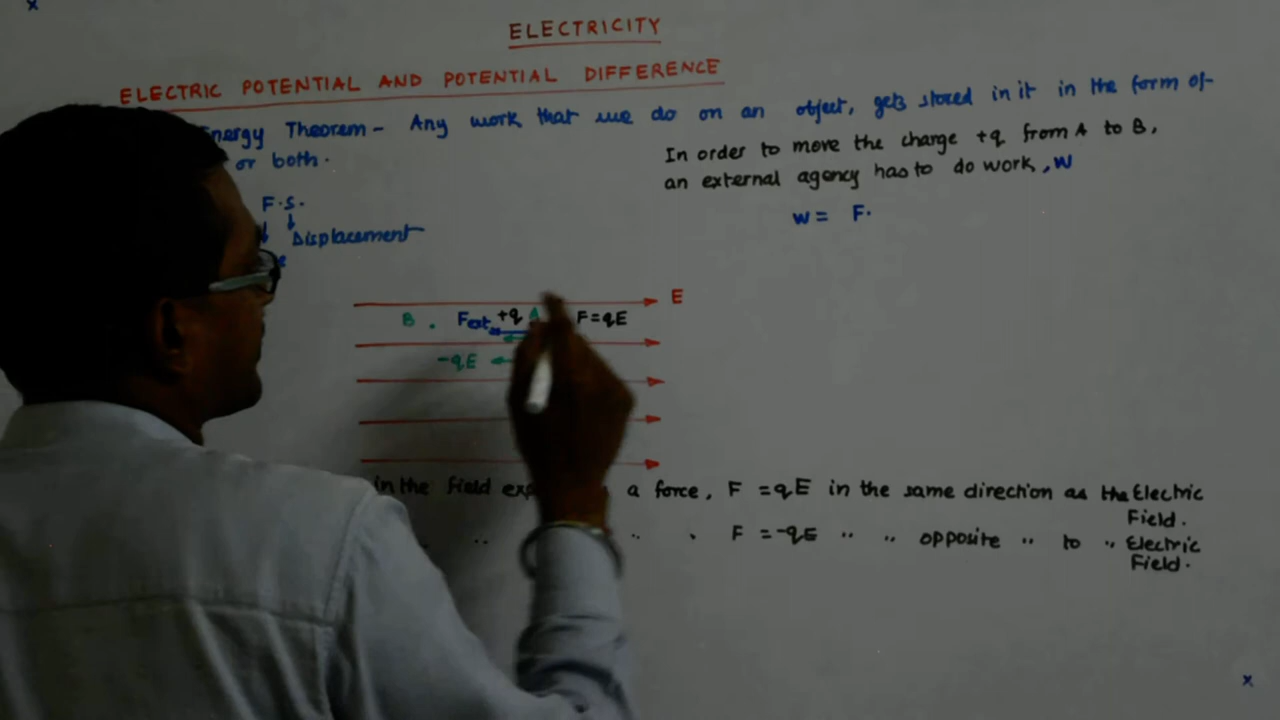 ELECTRICITY
ELECTRIC POTENTIAL AND POTENTIAL DIFFERENCE
Theorem - Any work that we do on an object, gets stored in it in the form of
or both.
In order to move the charge +q from A to B,
an external agency has to do work, W
F.S.
W = F.
Displacement
E
B . Fext +q A F=qE
-qE
in the field a force, F = qE in the same direction as the Electric
Field.
" " . F = -qE " " opposite " to " Electric
Field.